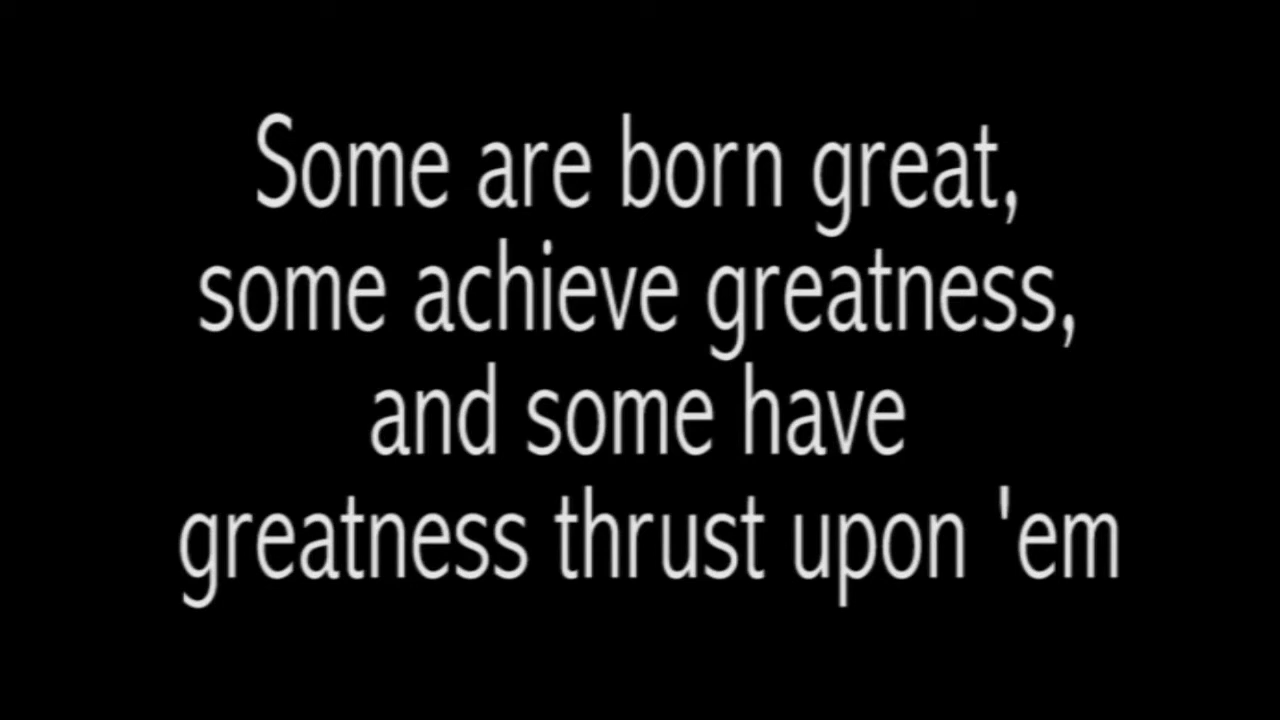 Some are born great,
some achieve greatness,
and some have
greatness thrust upon 'em